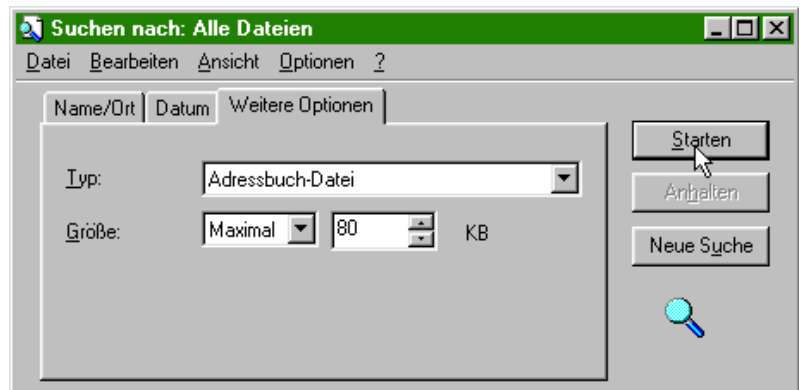 Suchen nach: Alle Dateien
Datei Bearbeiten Ansicht Optionen ?
Name/Ort Datum Weitere Optionen
Starten
Typ: Adressbuch-Datei
Anhalten
Größe: Maximal 80 KB
Neue Suche